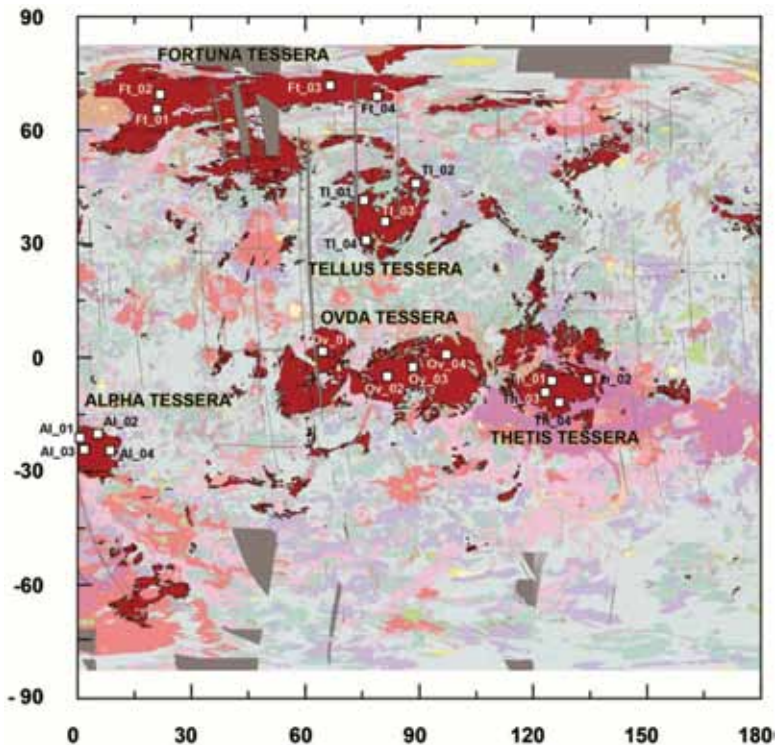 90
FORTUNA TESSERA
Ft_02
Ft_03
Ft_04
Ft_01
60
Tl_02
Tl_01
Tl_03
30
Tl_04
TELLUS TESSERA
OVDA TESSERA
Ov_01
0
Ov_04
Ov_03
Ov_02
Th_01
Th_02
Th_03
Th_04
ALPHA TESSERA
Al_01
Al_02
THETIS TESSERA
Al_03
Al_04
-30
-60
-90
0
30
60
90
120
150
180